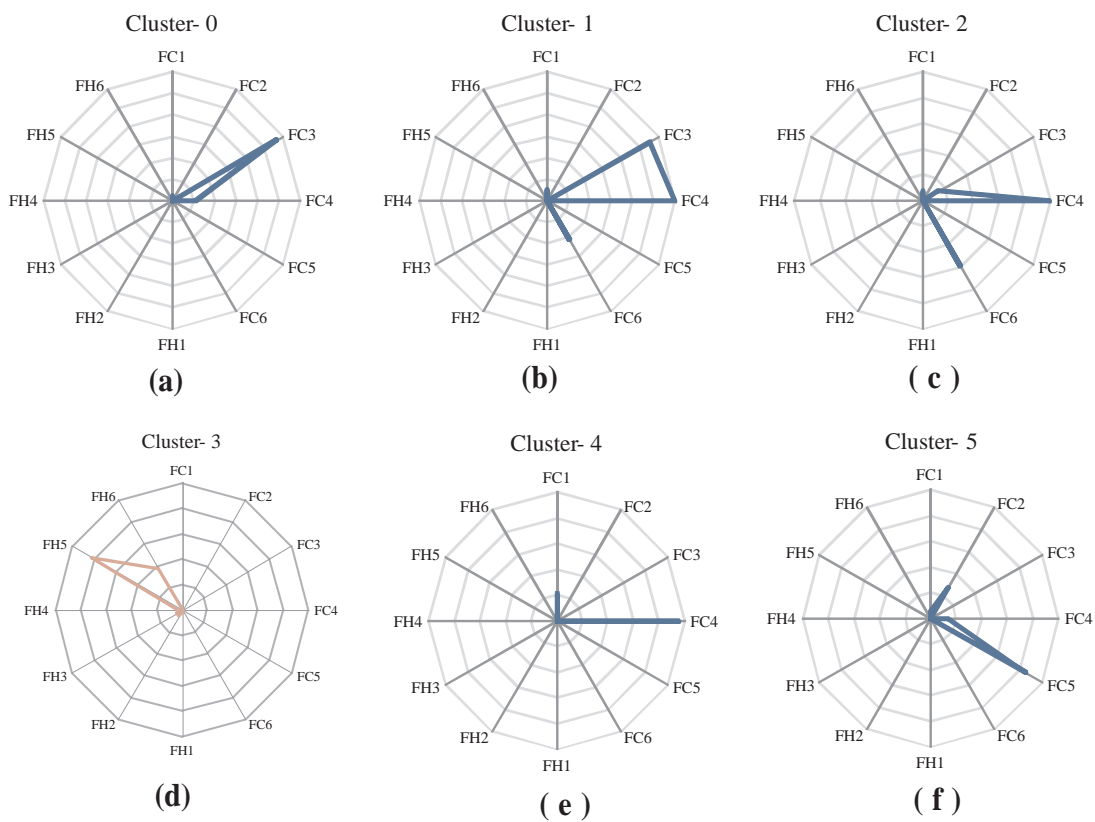 Cluster- 0
FC1
FH6
FC2
FH5
FC3
FH4
FC4
FH3
FC5
FH2
FC6
FH1
(a)
Cluster- 1
FC1
FH6
FC2
FH5
FC3
FH4
FC4
FH3
FC5
FH2
FC6
FH1
(b)
Cluster- 2
FC1
FH6
FC2
FH5
FC3
FH4
FC4
FH3
FC5
FH2
FC6
FH1
( c )
Cluster- 3
FC1
FH6
FC2
FH5
FC3
FH4
FC4
FH3
FC5
FH2
FC6
FH1
(d)
Cluster- 4
FC1
FH6
FC2
FH5
FC3
FH4
FC4
FH3
FC5
FH2
FC6
FH1
( e )
Cluster- 5
FC1
FH6
FC2
FH5
FC3
FH4
FC4
FH3
FC5
FH2
FC6
FH1
( f )